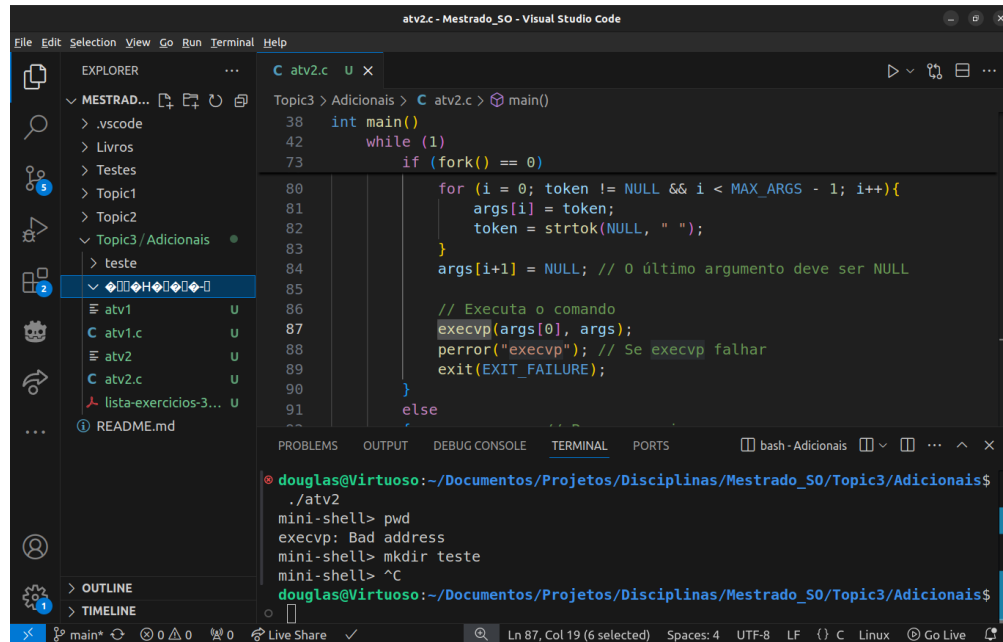 atv2.c - Mestrado_SO - Visual Studio Code
File Edit Selection View Go Run Terminal Help
EXPLORER
MESTRAD...
> .vscode
> Livros
> Testes
> Topic1
> Topic2
Topic3 / Adicionais
> teste
�H���-
atv1 U
C atv1.c U
atv2 U
C atv2.c U
lista-exercicios-3... U
README.md
> OUTLINE
> TIMELINE
5
2
1
C atv2.c U
Topic3 > Adicionais > C atv2.c > main()
38 int main()
42 while (1)
73 if (fork() == 0)
80 for (i = 0; token != NULL && i < MAX_ARGS - 1; i++){
81 args[i] = token;
82 token = strtok(NULL, " ");
83 }
84 args[i+1] = NULL; // O último argumento deve ser NULL
85
86 // Executa o comando
87 execvp(args[0], args);
88 perror("execvp"); // Se execvp falhar
89 exit(EXIT_FAILURE);
90 }
91 else
PROBLEMS OUTPUT DEBUG CONSOLE TERMINAL PORTS bash - Adicionais
douglas@Virtuoso:~/Documentos/Projetos/Disciplinas/Mestrado_SO/Topic3/Adicionais$
./atv2
mini-shell> pwd
execvp: Bad address
mini-shell> mkdir teste
mini-shell> ^C
douglas@Virtuoso:~/Documentos/Projetos/Disciplinas/Mestrado_SO/Topic3/Adicionais$
main* 0 0 0 Live Share Ln 87, Col 19 (6 selected) Spaces: 4 UTF-8 LF {} C Linux Go Live